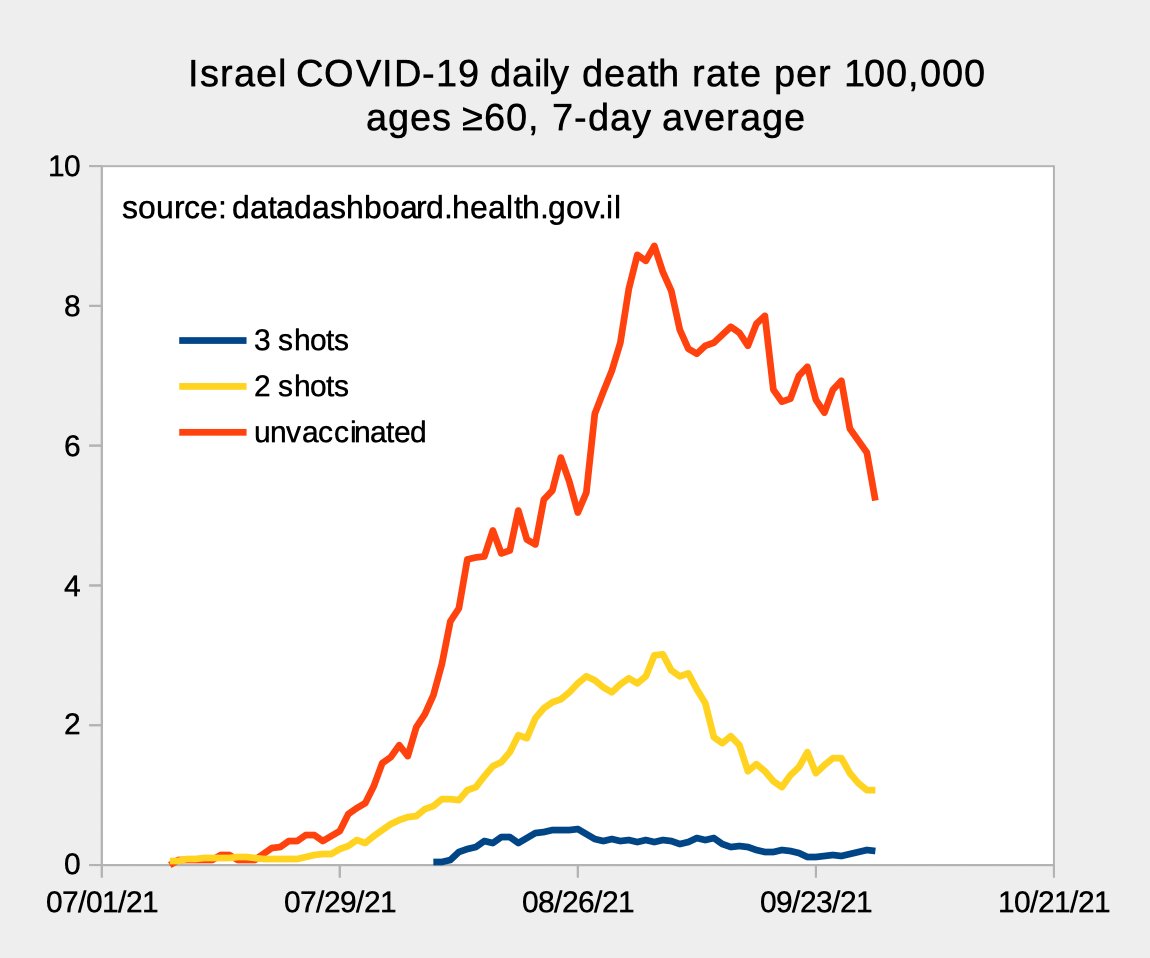 Israel COVID-19 daily death rate per 100,000
ages ≥60, 7-day average
10
source: datadashboard.health.gov.il
8
3 shots
2 shots
unvaccinated
6
4
2
0
07/01/21
07/29/21
08/26/21
09/23/21
10/21/21